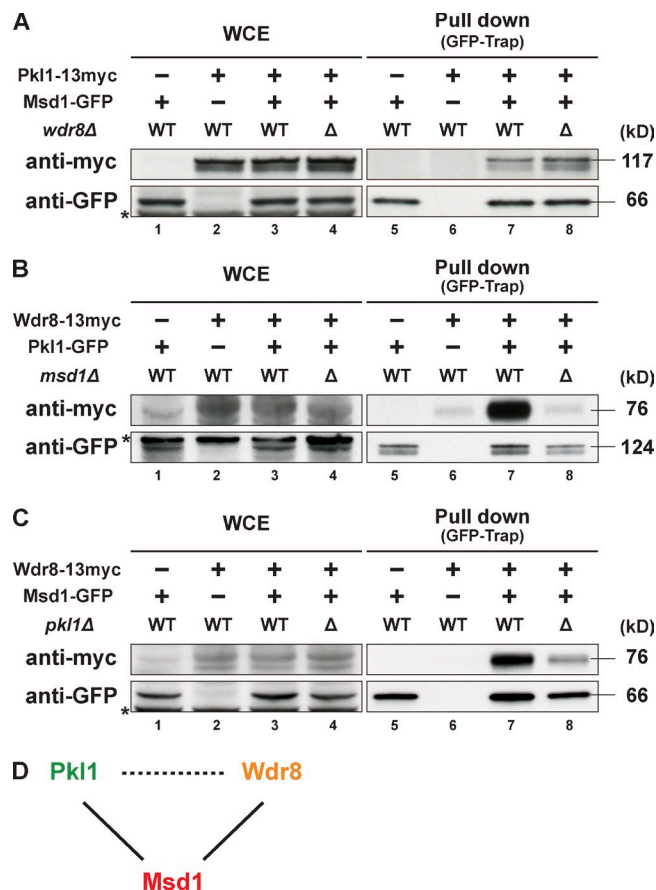 A
WCE
Pull down
(GFP-Trap)
Pkl1-13myc – + + + – + + +
Msd1-GFP + – + + + – + +
wdr8Δ WT WT WT Δ WT WT WT Δ (kD)
anti-myc 117
anti-GFP 66
*
1 2 3 4 5 6 7 8
B
WCE
Pull down
(GFP-Trap)
Wdr8-13myc – + + + – + + +
Pkl1-GFP + – + + + – + +
msd1Δ WT WT WT Δ WT WT WT Δ (kD)
anti-myc 76
anti-GFP * 124
1 2 3 4 5 6 7 8
C
WCE
Pull down
(GFP-Trap)
Wdr8-13myc – + + + – + + +
Msd1-GFP + – + + + – + +
pkl1Δ WT WT WT Δ WT WT WT Δ (kD)
anti-myc 76
anti-GFP 66
*
1 2 3 4 5 6 7 8
D Pkl1 Wdr8
Msd1